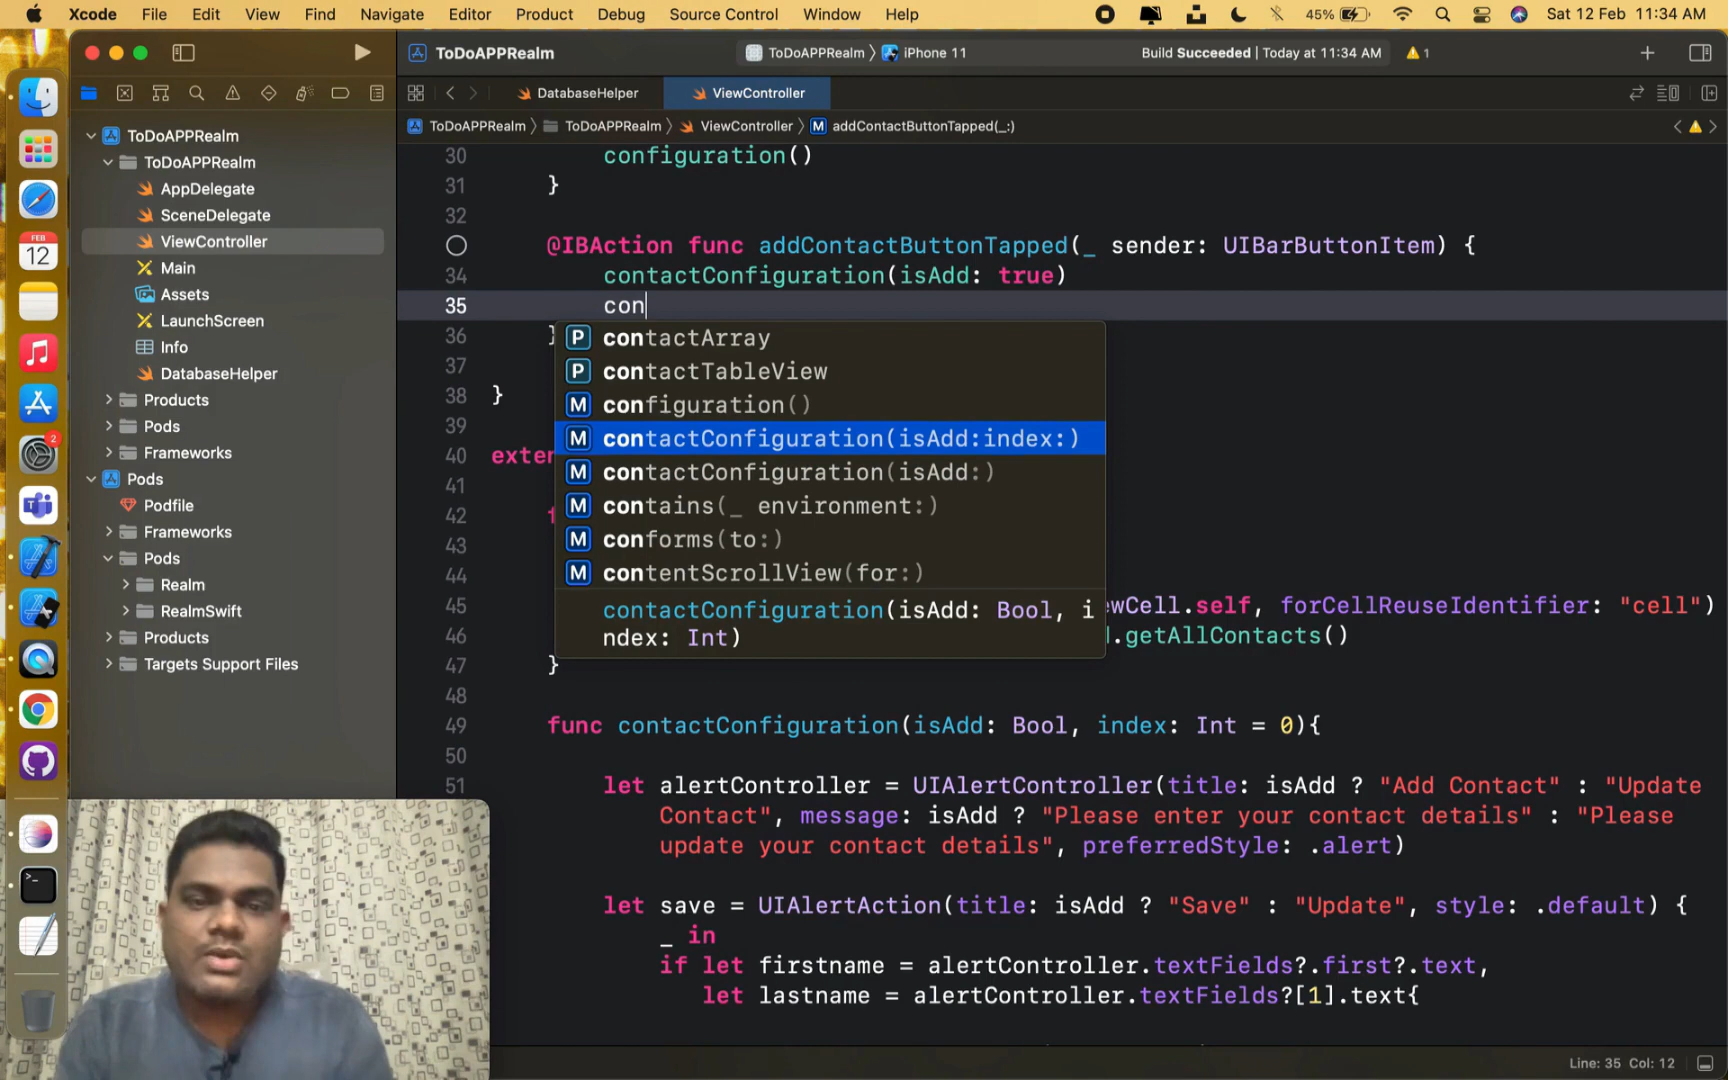 Xcode File Edit View Find Navigate Editor Product Debug Source Control Window Help 45% Sat 12 Feb 11:34 AM
ToDoAPPRealm ToDoAPPRealm iPhone 11 Build Succeeded | Today at 11:34 AM 1
DatabaseHelper ViewController
ToDoAPPRealm ToDoAPPRealm ViewController M addContactButtonTapped(_:)
ToDoAPPRealm
ToDoAPPRealm
AppDelegate
SceneDelegate
ViewController
Main
Assets
LaunchScreen
Info
DatabaseHelper
Products
Pods
Frameworks
Pods
Podfile
Frameworks
Pods
Realm
RealmSwift
Products
Targets Support Files
FEB
12
2
30 configuration()
31 }
32
@IBAction func addContactButtonTapped(_ sender: UIBarButtonItem) {
34 contactConfiguration(isAdd: true)
35 con
36 }
37
38 }
39
40 exten
41
42 f
43
44
45 ewCell.self, forCellReuseIdentifier: "cell")
46 .getAllContacts()
47 }
48
49 func contactConfiguration(isAdd: Bool, index: Int = 0){
50
51 let alertController = UIAlertController(title: isAdd ? "Add Contact" : "Update
Contact", message: isAdd ? "Please enter your contact details" : "Please
update your contact details", preferredStyle: .alert)
let save = UIAlertAction(title: isAdd ? "Save" : "Update", style: .default) {
_ in
if let firstname = alertController.textFields?.first?.text,
let lastname = alertController.textFields?[1].text{
P contactArray
P contactTableView
M configuration()
M contactConfiguration(isAdd:index:)
M contactConfiguration(isAdd:)
M contains(_ environment:)
M conforms(to:)
M contentScrollView(for:)
contactConfiguration(isAdd: Bool, i
ndex: Int)
Line: 35 Col: 12